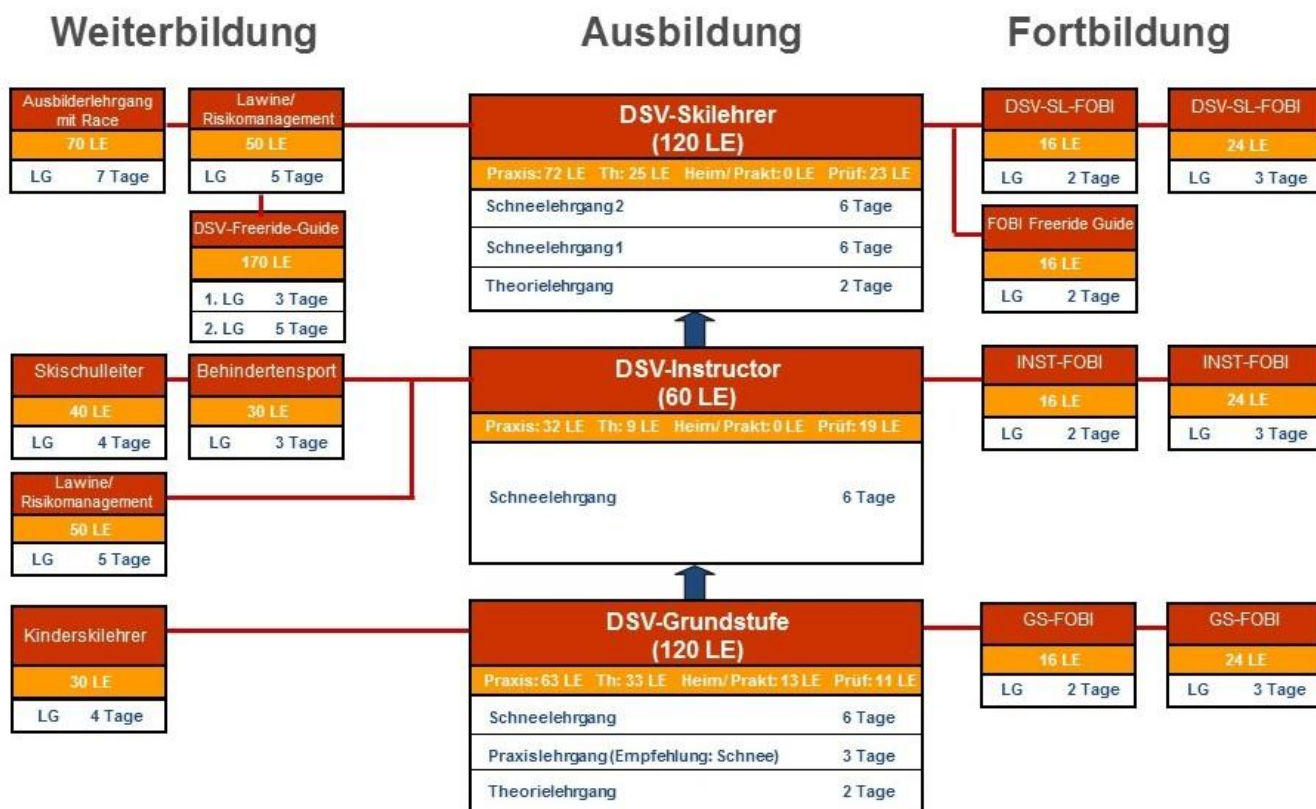 Weiterbildung
Ausbildung
Fortbildung
Ausbilderlehrgang
mit Race
70 LE
LG 7 Tage
Lawine/
Risikomanagement
50 LE
LG 5 Tage
DSV-Freeride-Guide
170 LE
1. LG 3 Tage
2. LG 5 Tage
DSV-Skilehrer
(120 LE)
Praxis: 72 LE Th: 25 LE Heim/Prakt: 0 LE Prüf: 23 LE
Schneelehrgang 2 6 Tage
Schneelehrgang 1 6 Tage
Theorielehrgang 2 Tage
DSV-SL-FOBI
16 LE
LG 2 Tage
DSV-SL-FOBI
24 LE
LG 3 Tage
FOBI Freeride Guide
16 LE
LG 2 Tage
Skischulleiter
40 LE
LG 4 Tage
Behindertensport
30 LE
LG 3 Tage
Lawine/
Risikomanagement
50 LE
LG 5 Tage
DSV-Instructor
(60 LE)
Praxis: 32 LE Th: 9 LE Heim/Prakt: 0 LE Prüf: 19 LE
Schneelehrgang 6 Tage
INST-FOBI
16 LE
LG 2 Tage
INST-FOBI
24 LE
LG 3 Tage
Kinderskilehrer
30 LE
LG 4 Tage
DSV-Grundstufe
(120 LE)
Praxis: 63 LE Th: 33 LE Heim/Prakt: 13 LE Prüf: 11 LE
Schneelehrgang 6 Tage
Praxislehrgang (Empfehlung: Schnee) 3 Tage
Theorielehrgang 2 Tage
GS-FOBI
16 LE
LG 2 Tage
GS-FOBI
24 LE
LG 3 Tage